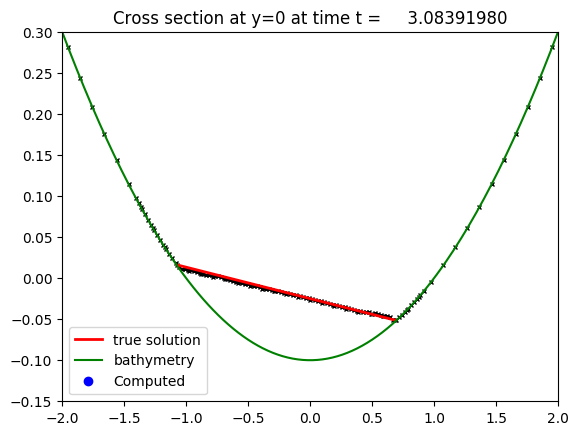 Cross section at y=0 at time t =     3.08391980
0.30
0.25
0.20
0.15
0.10
0.05
0.00
−0.05
−0.10
−0.15
true solution
bathymetry
Computed
−2.0 −1.5 −1.0 −0.5 0.0 0.5 1.0 1.5 2.0